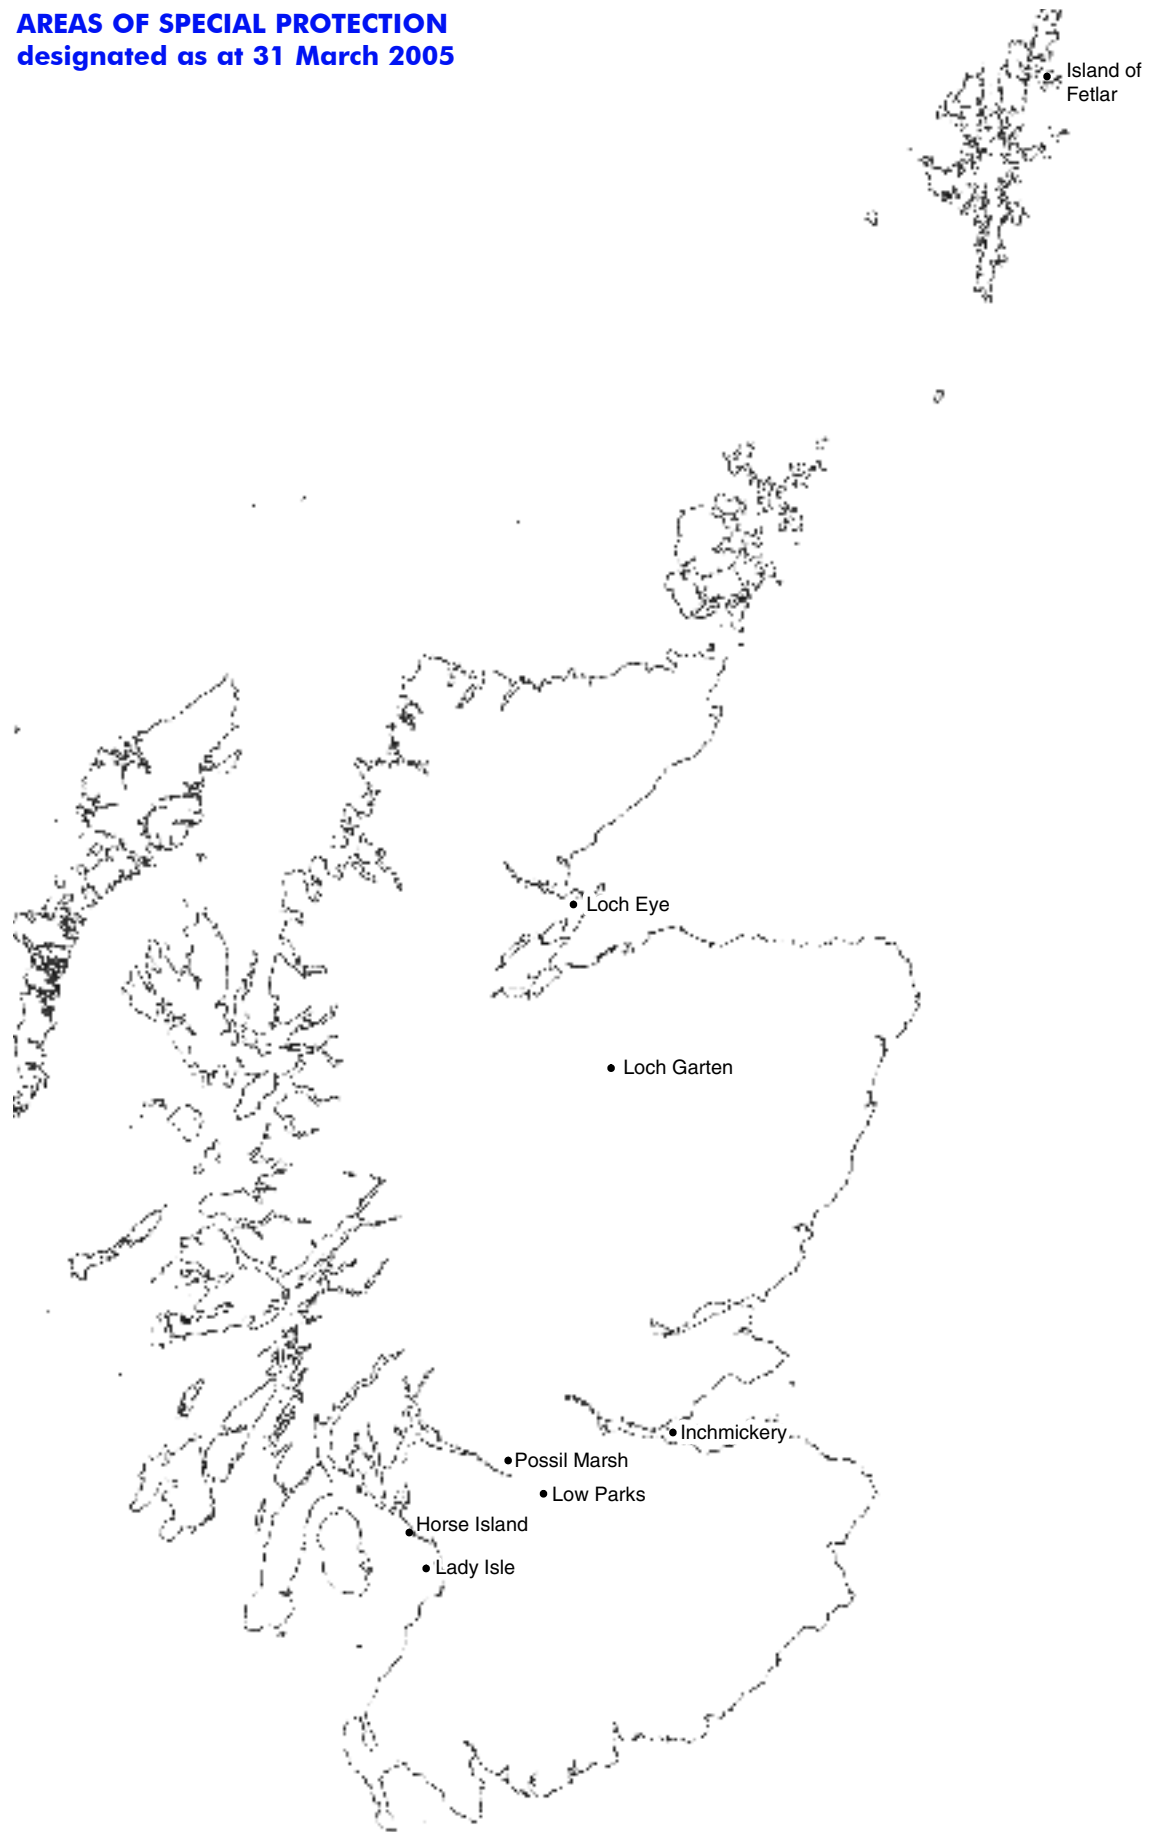 AREAS OF SPECIAL PROTECTION
designated as at 31 March 2005
Island of
Fetlar
Loch Eye
Loch Garten
Inchmickery
Possil Marsh
Low Parks
Horse Island
Lady Isle